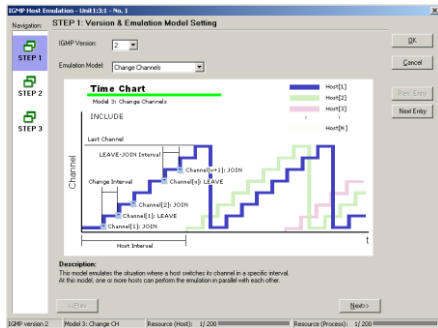 IGMP Host Emulation - Unit1:3:1 - No. 1
Navigation:
STEP 1: Version & Emulation Model Setting
STEP 1
STEP 2
STEP 3
IGMP Version:
2
Emulation Model:
Change Channels
OK
Cancel
Prev. Entry
Next Entry
Time Chart
Model 3: Change Channels
INCLUDE
Last Channel
LEAVE-JOIN Interval
Channel[n+1]: JOIN
Channel[n]: LEAVE
Change Interval
Channel[2]: JOIN
Channel[1]: LEAVE
Channel[1]: JOIN
Host Interval
Channel
t
Host[1]
Host[2]
Host[3]
Host[N]
Description:
This model emulates the situation where a host switches its channel in a specific interval.
At this model, one or more hosts can perform the emulation in parallel with each other.
<<Prev
Next>>
IGMP version 2
Model 3: Change CH
Resource (Host): 1/ 200
Resource (Process): 1/ 200